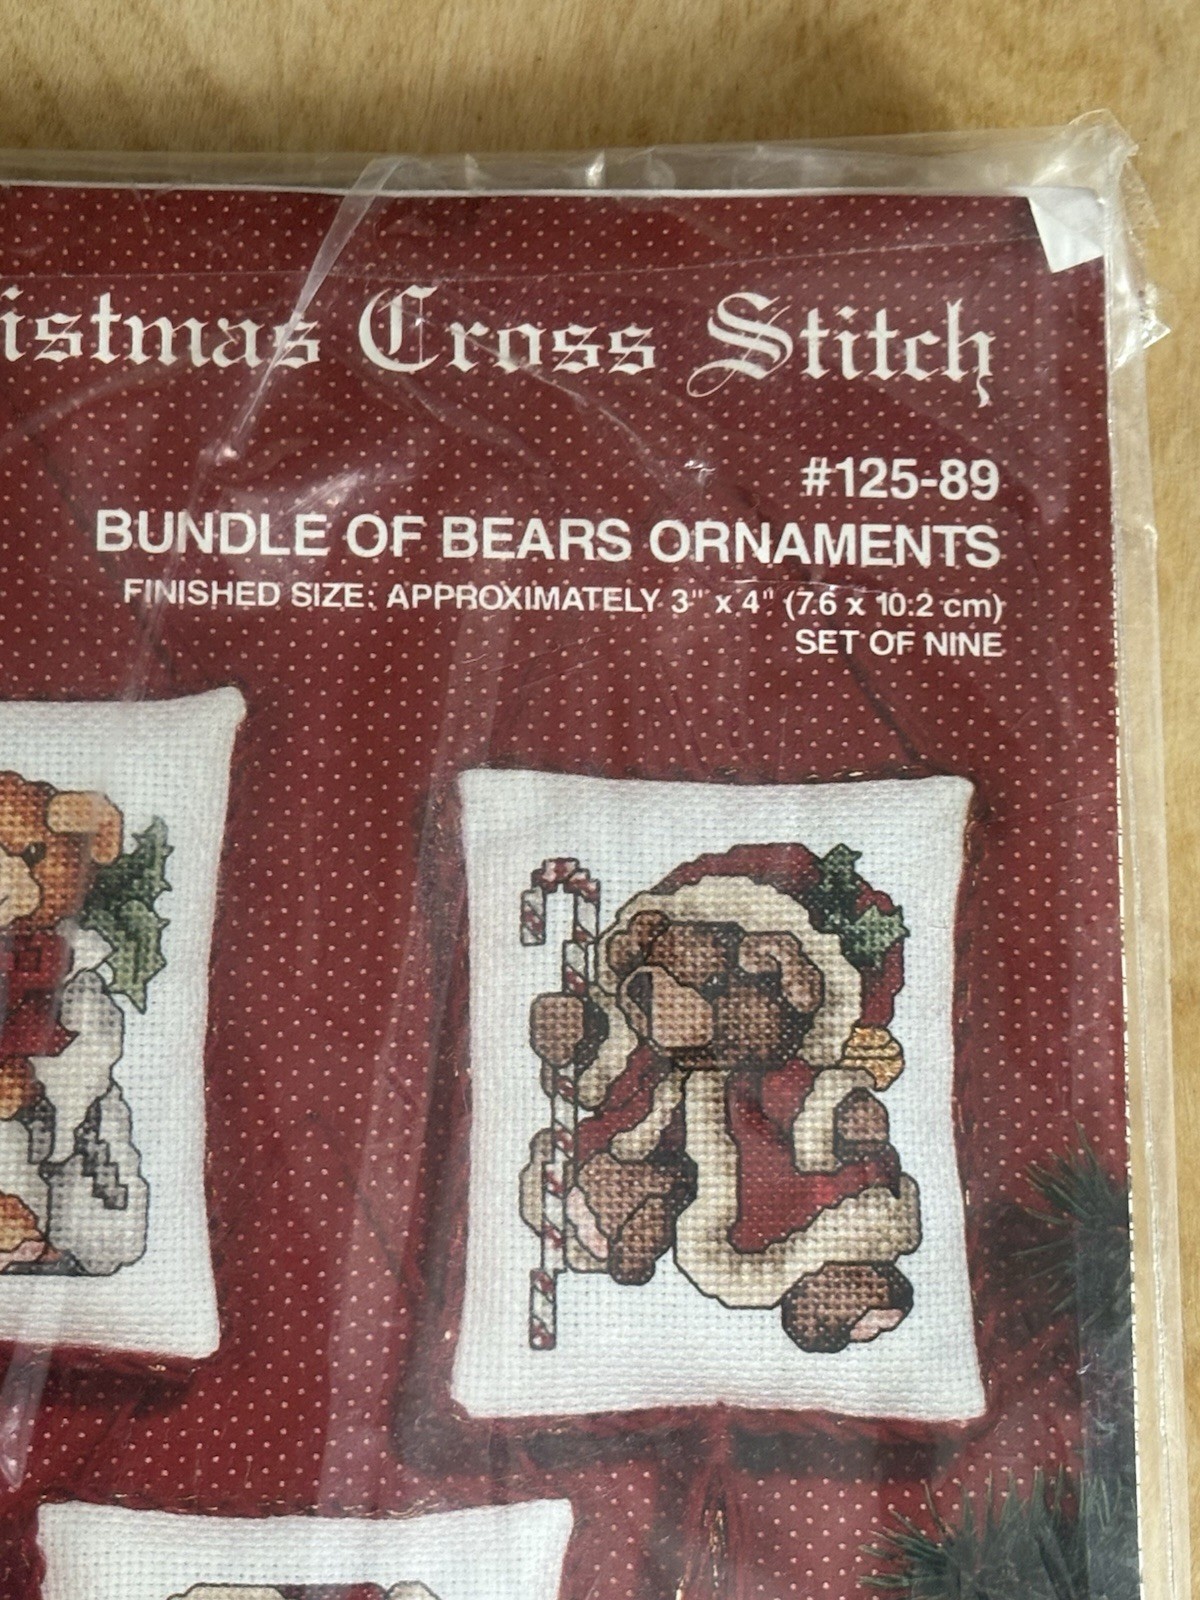 istmas Cross Stitch
#125-89
BUNDLE OF BEARS ORNAMENTS
FINISHED SIZE: APPROXIMATELY 3" x 4" (7.6 x 10.2 cm)
SET OF NINE